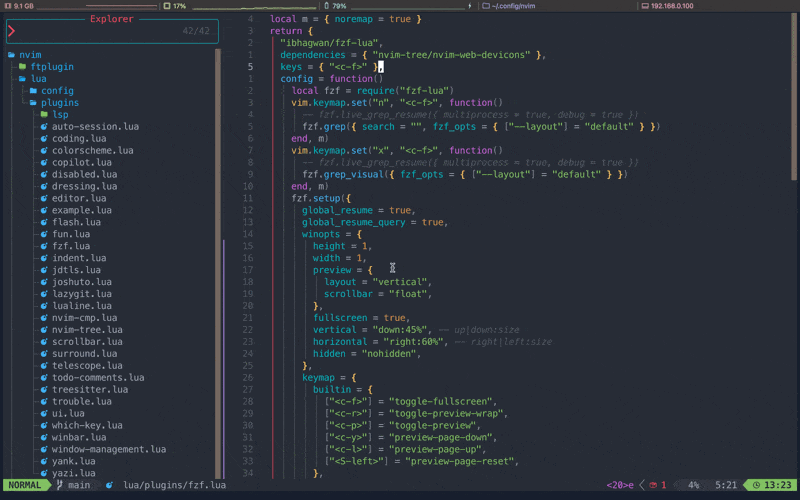 9.1 GB 17% 79% ~/.config/nvim 192.168.0.100
Explorer
42/42
nvim
ftplugin
lua
config
plugins
lsp
auto-session.lua
coding.lua
colorscheme.lua
copilot.lua
disabled.lua
dressing.lua
editor.lua
example.lua
flash.lua
fun.lua
fzf.lua
indent.lua
jdtls.lua
joshuto.lua
lazygit.lua
lualine.lua
nvim-cmp.lua
nvim-tree.lua
scrollbar.lua
surround.lua
telescope.lua
todo-comments.lua
treesitter.lua
trouble.lua
ui.lua
which-key.lua
winbar.lua
window-management.lua
yank.lua
yazi.lua
4 local m = { noremap = true }
3 return {
2 "ibhagwan/fzf-lua",
1 dependencies = { "nvim-tree/nvim-web-devicons" },
5 keys = { "<c-f>" },
1 config = function()
2 local fzf = require("fzf-lua")
3 vim.keymap.set("n", "<c-f>", function()
4 -- fzf.live_grep_resume({ multiprocess = true, debug = true })
5 fzf.grep({ search = "", fzf_opts = { ["--layout"] = "default" } })
6 end, m)
7 vim.keymap.set("x", "<c-f>", function()
8 -- fzf.live_grep_resume({ multiprocess = true, debug = true })
9 fzf.grep_visual({ fzf_opts = { ["--layout"] = "default" } })
10 end, m)
11 fzf.setup({
12 global_resume = true,
13 global_resume_query = true,
14 winopts = {
15 height = 1,
16 width = 1,
17 preview = {
18 layout = "vertical",
19 scrollbar = "float",
20 },
21 fullscreen = true,
22 vertical = "down:45%", -- up|down:size
23 horizontal = "right:60%", -- right|left:size
24 hidden = "nohidden",
25 },
26 keymap = {
27 builtin = {
28 ["<c-f>"] = "toggle-fullscreen",
29 ["<c-r>"] = "toggle-preview-wrap",
30 ["<c-p>"] = "toggle-preview",
31 ["<c-y>"] = "preview-page-down",
32 ["<c-l>"] = "preview-page-up",
33 ["<S-left>"] = "preview-page-reset",
34 },
NORMAL main lua/plugins/fzf.lua <20>e 1 4% 5:21 13:23